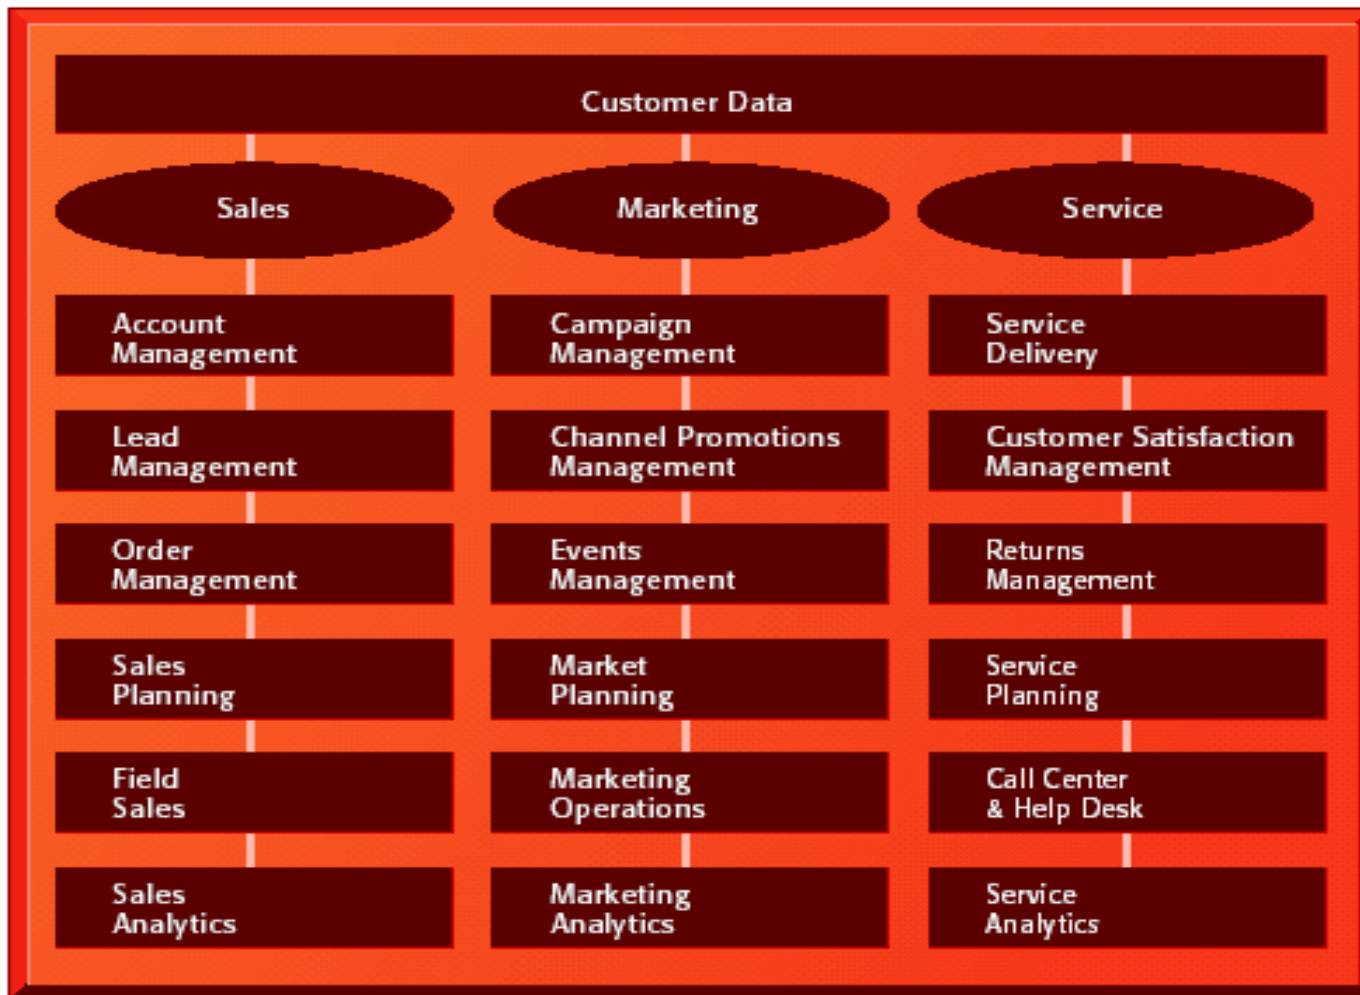 Customer Data
Sales
Marketing
Service
Account
Management
Campaign
Management
Service
Delivery
Lead
Management
Channel Promotions
Management
Customer Satisfaction
Management
Order
Management
Events
Management
Returns
Management
Sales
Planning
Market
Planning
Service
Planning
Field
Sales
Marketing
Operations
Call Center
& Help Desk
Sales
Analytics
Marketing
Analytics
Service
Analytics